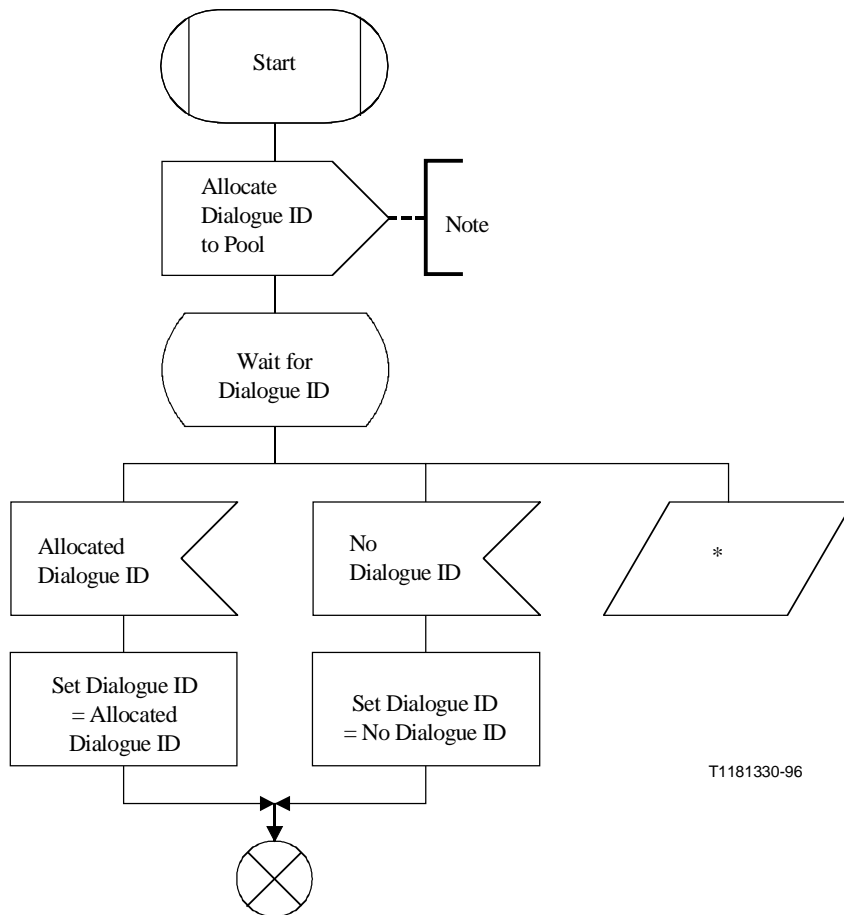 Start
Allocate
Dialogue ID
to Pool
Note
Wait for
Dialogue ID
Allocated
Dialogue ID
No
Dialogue ID
*
Set Dialogue ID
= Allocated
Dialogue ID
Set Dialogue ID
= No Dialogue ID
T1181330-96